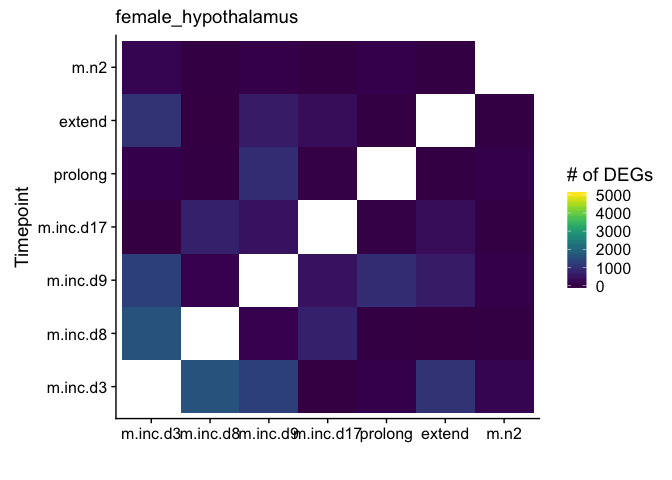 female_hypothalamus
Timepoint
m.n2
extend
prolong
m.inc.d17
m.inc.d9
m.inc.d8
m.inc.d3
m.inc.d3 m.inc.d8 m.inc.d9 m.inc.d17 prolong extend m.n2
# of DEGs
5000
4000
3000
2000
1000
0